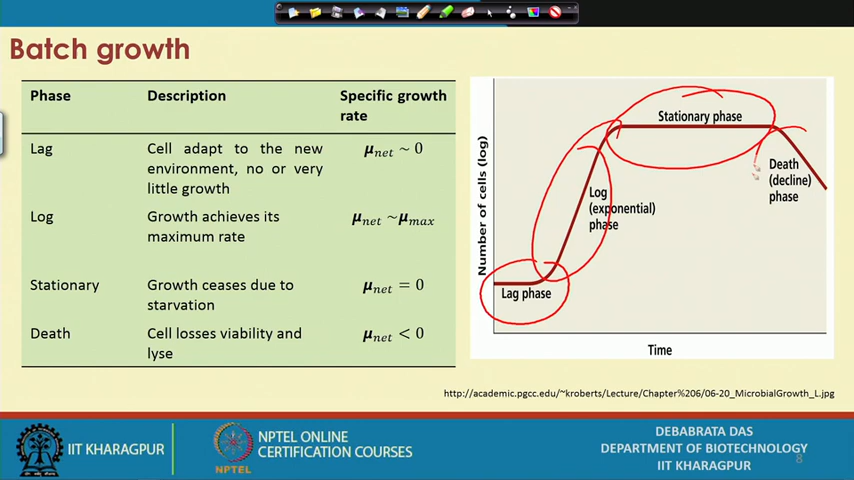 Batch growth
Phase Description Specific growth
rate
Lag Cell adapt to the new
environment, no or very
little growth
μnet ~ 0
Log Growth achieves its
maximum rate
μnet ~μmax
Stationary Growth ceases due to
starvation
μnet = 0
Death Cell losses viability and
lyse
μnet < 0
Number of cells (log)
Stationary phase
Death
(decline)
phase
Log
(exponential)
phase
Lag phase
Time
http://academic.pgcc.edu/~kroberts/Lecture/Chapter%206/06-20_MicrobialGrowth_L.jpg
IIT KHARAGPUR
NPTEL
NPTEL ONLINE
CERTIFICATION COURSES
DEBABRATA DAS
DEPARTMENT OF BIOTECHNOLOGY
IIT KHARAGPUR
8